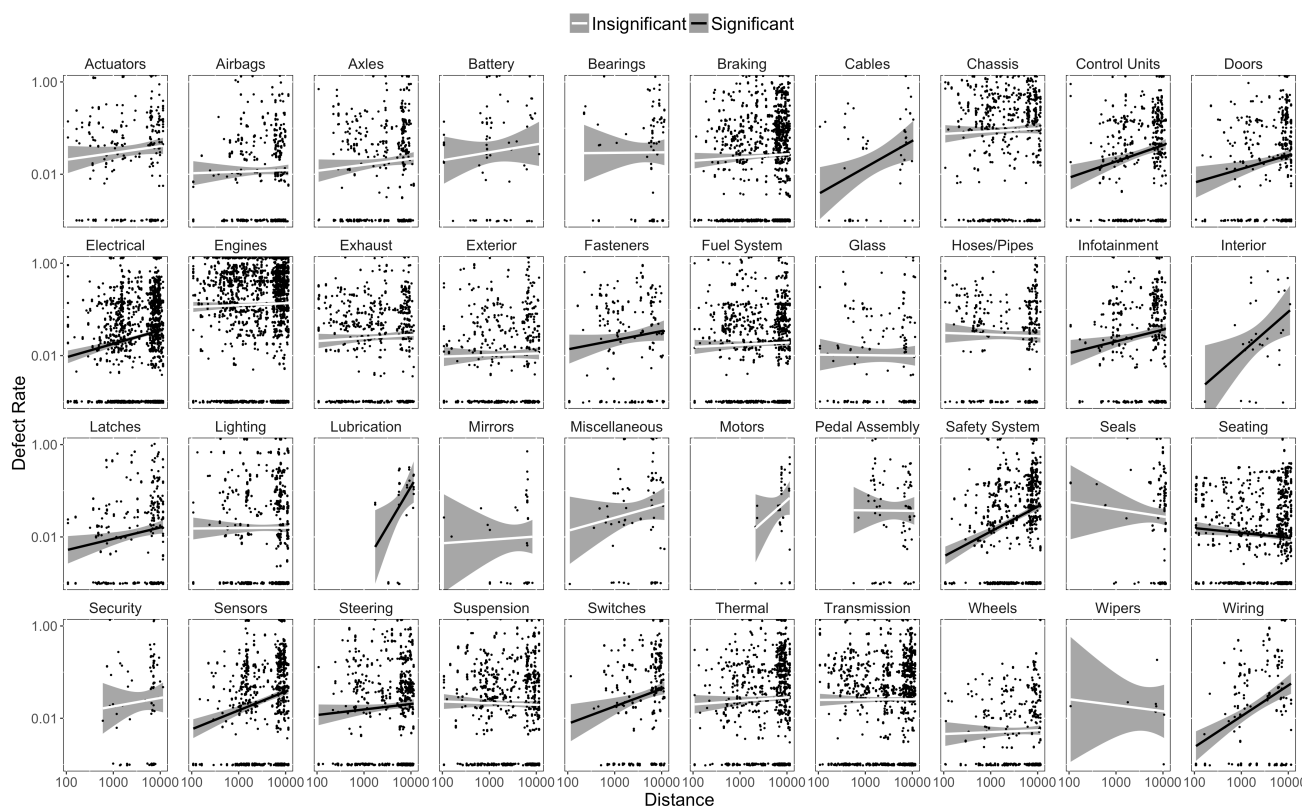 Insignificant Significant
Actuators Airbags Axles Battery Bearings Braking Cables Chassis Control Units Doors
1.00
0.01
Electrical Engines Exhaust Exterior Fasteners Fuel System Glass Hoses/Pipes Infotainment Interior
1.00
0.01
Defect Rate
Latches Lighting Lubrication Mirrors Miscellaneous Motors Pedal Assembly Safety System Seals Seating
1.00
0.01
Security Sensors Steering Suspension Switches Thermal Transmission Wheels Wipers Wiring
1.00
0.01
100 1000 10000 100 1000 10000 100 1000 10000 100 1000 10000 100 1000 10000 100 1000 10000 100 1000 10000 100 1000 10000 100 1000 10000 100 1000 10000
Distance